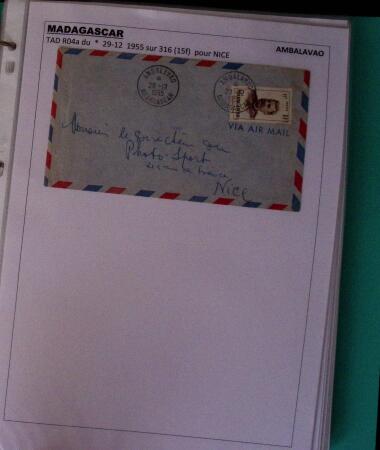 MADAGASCAR
TAD R04a du * 29-12 1955 sur 316 (15f) pour NICE AMBALAVAO
AMBALAVAO
*
29-12
1955
MADAGASCAR
AMBALAVAO
VIA AIR MAIL
Monsieur le Directeur
Photo-Sport
Nice